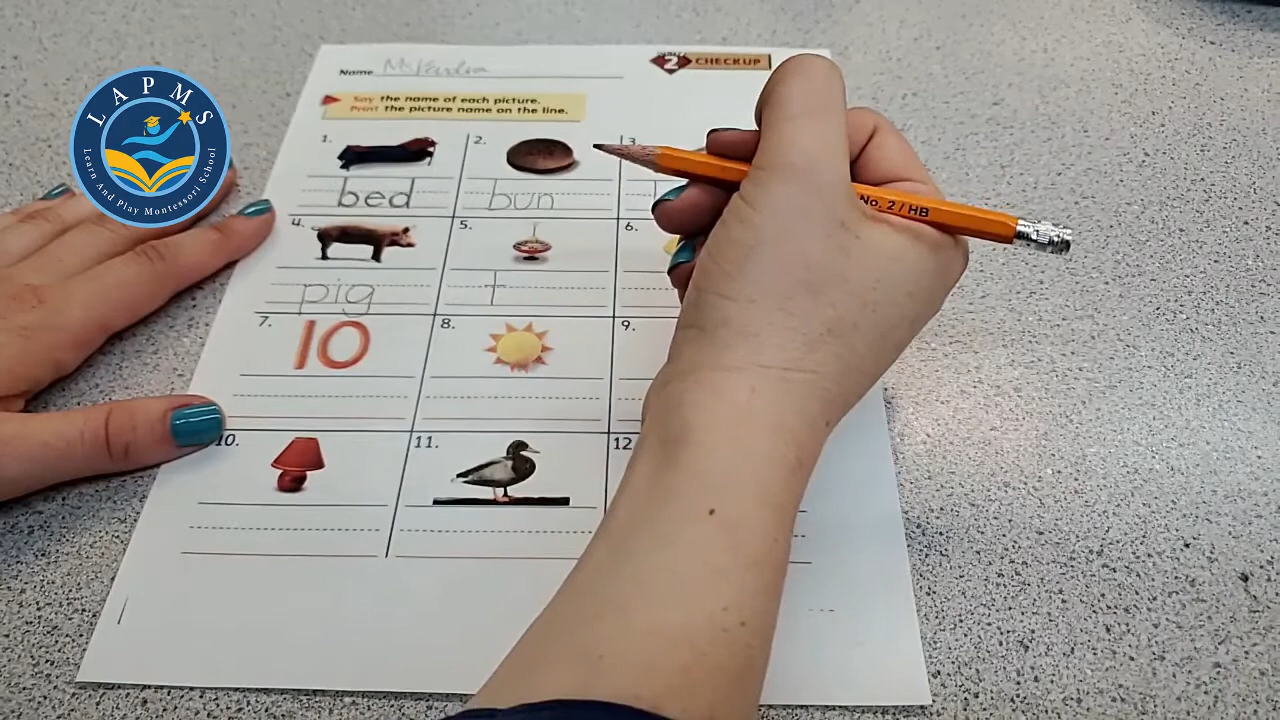 LAPMS
Learn And Play Montessori School
Name
2 CHECKUP
Say the name of each picture.
Print the picture name on the line.
1.
bed
2.
bun
3.
4.
pig
5.
t
6.
7.
10
8.
9.
10.
11.
12
No. 2 / HB